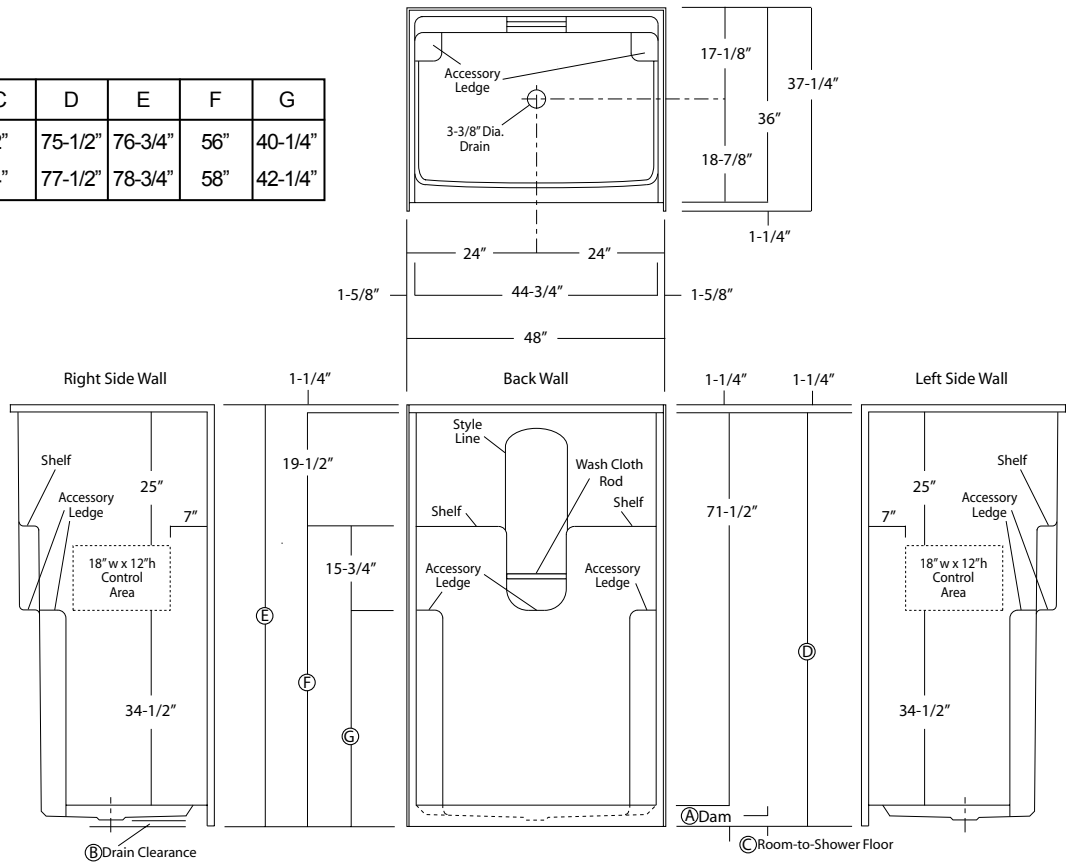 17-1/8”
37-1/4”
Accessory
Ledge
36”
3-3/8” Dia.
Drain
18-7/8”
D E F G
75-1/2” 76-3/4” 56” 40-1/4”
77-1/2” 78-3/4” 58” 42-1/4”
1-1/4”
24” 24”
1-5/8” 44-3/4” 1-5/8”
48”
Right Side Wall 1-1/4” Back Wall 1-1/4” 1-1/4” Left Side Wall
Shelf
25”
Accessory
Ledge
7”
18” w x 12”h
Control
Area
34-1/2”
B Drain Clearance
19-1/2”
15-3/4”
E
F
G
Style
Line
Wash Cloth
Rod
Shelf
Shelf
Accessory
Ledge
Accessory
Ledge
71-1/2”
D
A Dam
C Room-to-Shower Floor
Shelf
25”
Accessory
Ledge
7”
18” w x 12”h
Control
Area
34-1/2”